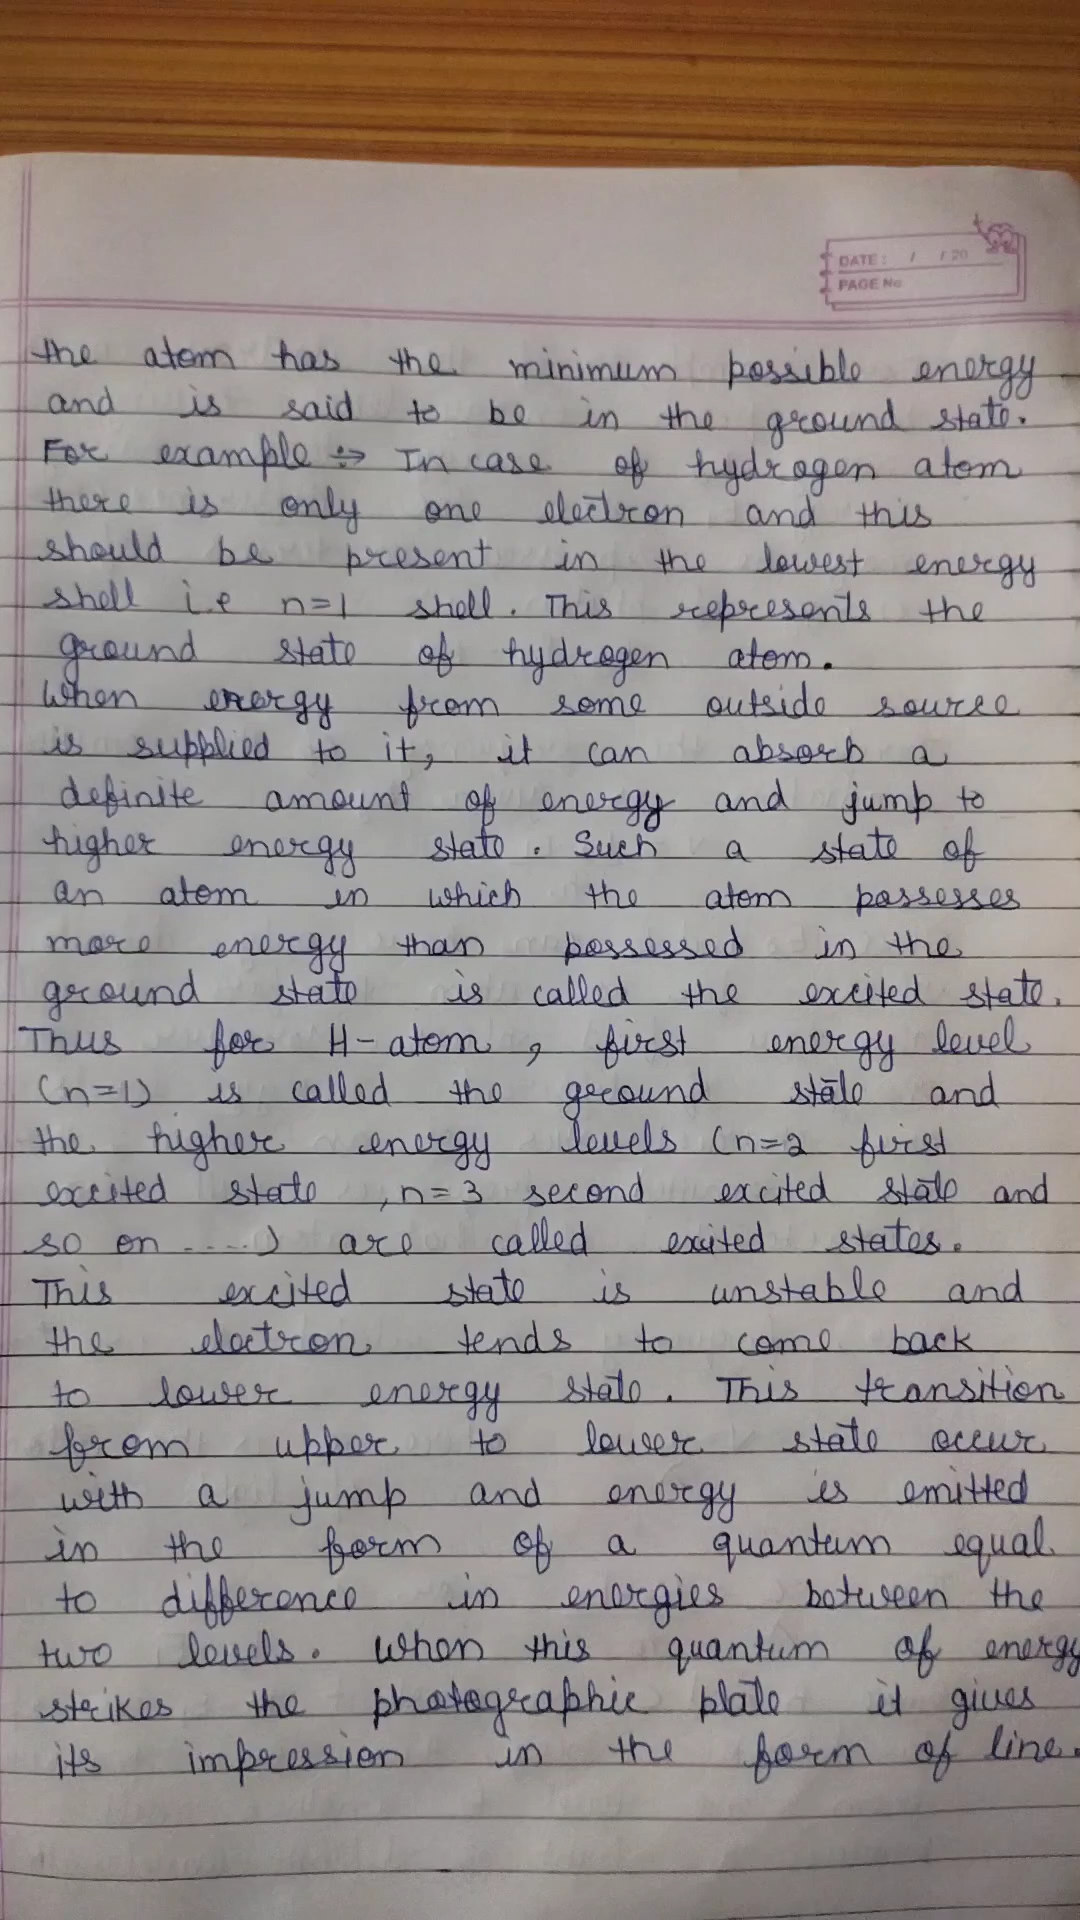 DATE: / / 20
PAGE No.
the atom has the minimum possible energy
and is said to be in the ground state.
For example ÷> In case of hydrogen atom
there is only one electron and this
should be present in the lowest energy
shell i.e n=1 shell. This represents the
ground state of hydrogen atom.
When energy from some outside source
is supplied to it, it can absorb a
definite amount of energy and jump to
higher energy state. Such a state of
an atom in which the atom possesses
more energy than possessed in the
ground state is called the excited state.
Thus for H-atom, first energy level
(n=1) is called the ground state and
the higher energy levels (n=2 first
excited state, n=3 second excited state and
so on .....) are called excited states.
This excited state is unstable and
the electron tends to come back
to lower energy state. This transition
from upper to lower state occur
with a jump and energy is emitted
in the form of a quantum equal
to difference in energies between the
two levels. When this quantum of energy
strikes the photographic plate it gives
its impression in the form of line.